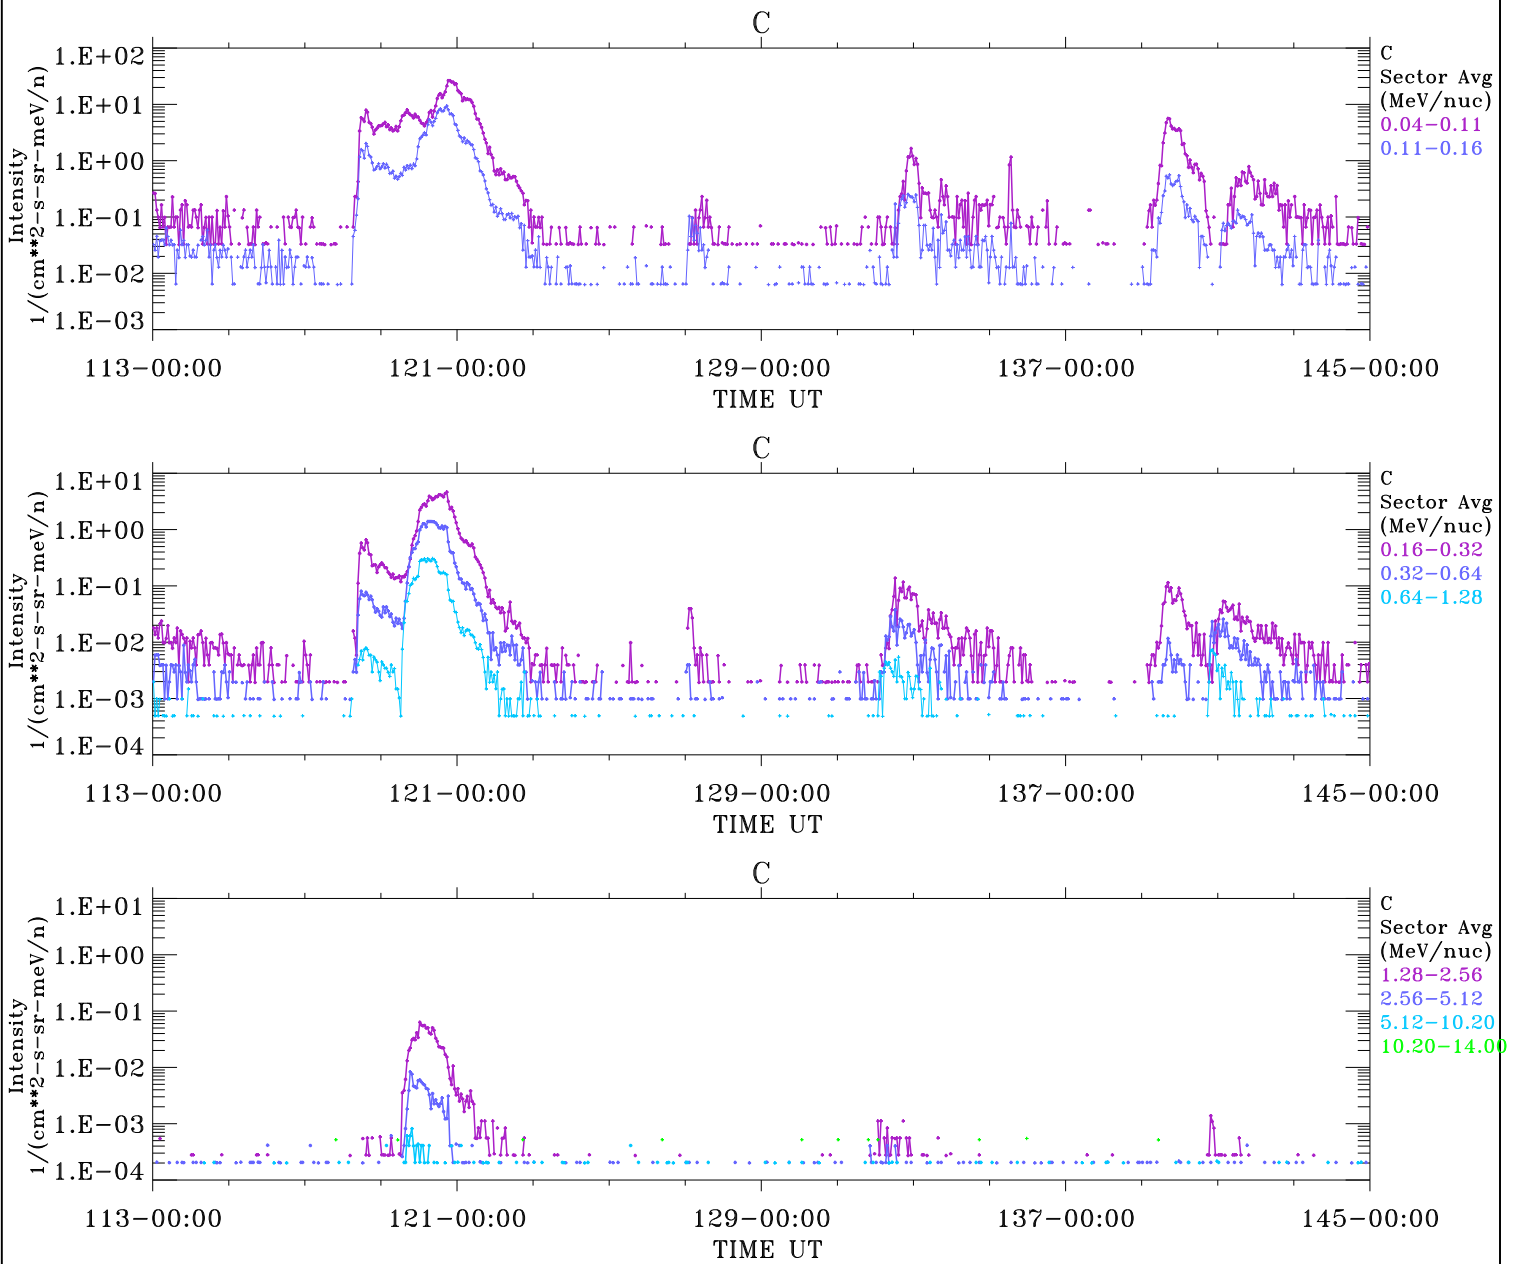 C
1.E+02
1.E+01
1.E+00
1.E-01
1.E-02
1.E-03
Intensity
1/(cm**2-s-sr-meV/n)
113-00:00 121-00:00 129-00:00 137-00:00 145-00:00
TIME UT
C
Sector Avg
(MeV/nuc)
0.04-0.11
0.11-0.16
C
1.E+01
1.E+00
1.E-01
1.E-02
1.E-03
1.E-04
Intensity
1/(cm**2-s-sr-meV/n)
113-00:00 121-00:00 129-00:00 137-00:00 145-00:00
TIME UT
C
Sector Avg
(MeV/nuc)
0.16-0.32
0.32-0.64
0.64-1.28
C
1.E+01
1.E+00
1.E-01
1.E-02
1.E-03
1.E-04
Intensity
1/(cm**2-s-sr-meV/n)
113-00:00 121-00:00 129-00:00 137-00:00 145-00:00
TIME UT
C
Sector Avg
(MeV/nuc)
1.28-2.56
2.56-5.12
5.12-10.20
10.20-14.00